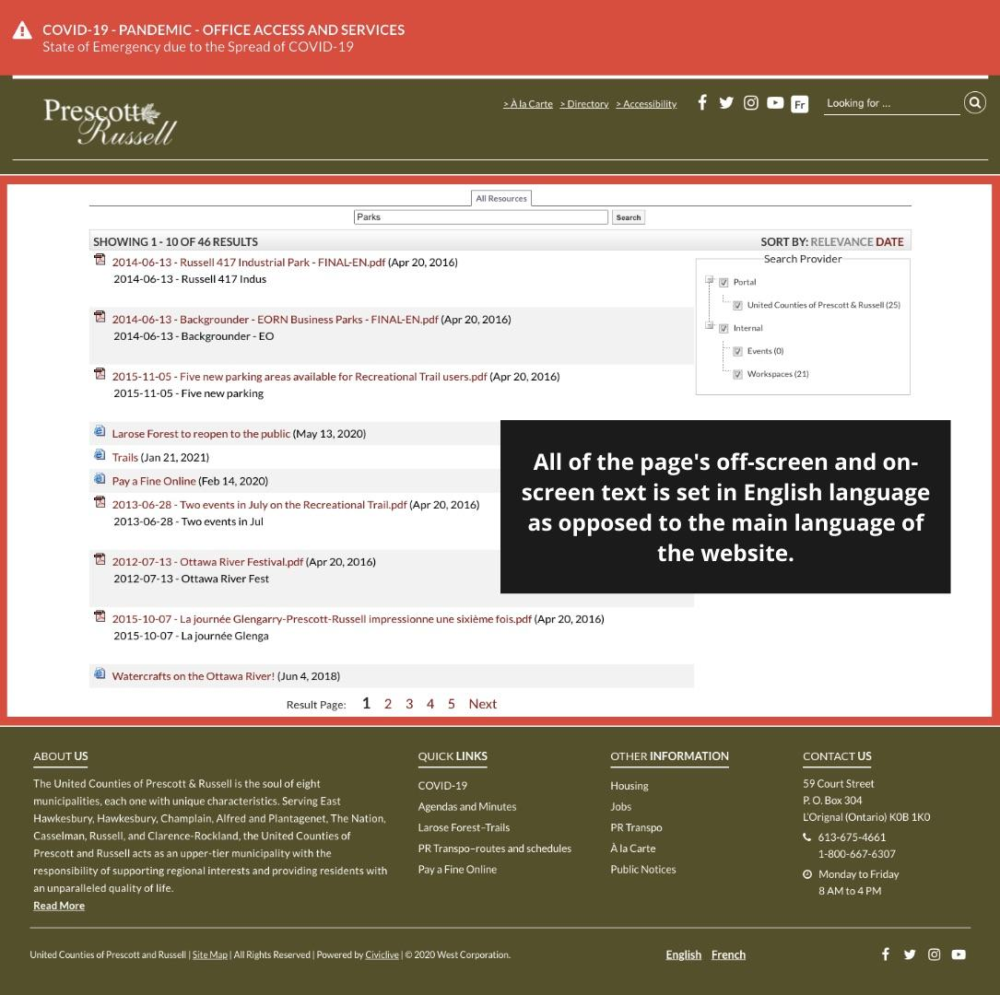 COVID-19 - PANDEMIC - OFFICE ACCESS AND SERVICES
State of Emergency due to the Spread of COVID-19
Prescott
Russell
> À la Carte > Directory > Accessibility
Fr
Looking for ...
All Resources
Parks
Search
SHOWING 1 - 10 OF 46 RESULTS
SORT BY: RELEVANCE DATE
2014-06-13 - Russell 417 Industrial Park - FINAL-EN.pdf (Apr 20, 2016)
2014-06-13 - Russell 417 Indus
2014-06-13 - Backgrounder - EORN Business Parks - FINAL-EN.pdf (Apr 20, 2016)
2014-06-13 - Backgrounder - EO
2015-11-05 - Five new parking areas available for Recreational Trail users.pdf (Apr 20, 2016)
2015-11-05 - Five new parking
Larose Forest to reopen to the public (May 13, 2020)
Trails (Jan 21, 2021)
Pay a Fine Online (Feb 14, 2020)
2013-06-28 - Two events in July on the Recreational Trail.pdf (Apr 20, 2016)
2013-06-28 - Two events in Jul
2012-07-13 - Ottawa River Festival.pdf (Apr 20, 2016)
2012-07-13 - Ottawa River Fest
2015-10-07 - La journée Glengarry-Prescott-Russell impressionne une sixième fois.pdf (Apr 20, 2016)
2015-10-07 - La journée Glenga
Watercrafts on the Ottawa River! (Jun 4, 2018)
Result Page: 1 2 3 4 5 Next
Search Provider
Portal
United Counties of Prescott & Russell (25)
Internal
Events (0)
Workspaces (21)
All of the page's off-screen and on-
screen text is set in English language
as opposed to the main language of
the website.
ABOUT US
The United Counties of Prescott & Russell is the soul of eight
municipalities, each one with unique characteristics. Serving East
Hawkesbury, Hawkesbury, Champlain, Alfred and Plantagenet, The Nation,
Casselman, Russell, and Clarence-Rockland, the United Counties of
Prescott and Russell acts as an upper-tier municipality with the
responsibility of supporting regional interests and providing residents with
an unparalleled quality of life.
Read More
QUICK LINKS
COVID-19
Agendas and Minutes
Larose Forest–Trails
PR Transpo–routes and schedules
Pay a Fine Online
OTHER INFORMATION
Housing
Jobs
PR Transpo
À la Carte
Public Notices
CONTACT US
59 Court Street
P. O. Box 304
L'Orignal (Ontario) K0B 1K0
613-675-4661
1-800-667-6307
Monday to Friday
8 AM to 4 PM
United Counties of Prescott and Russell | Site Map | All Rights Reserved | Powered by Civiclive | © 2020 West Corporation.
English French